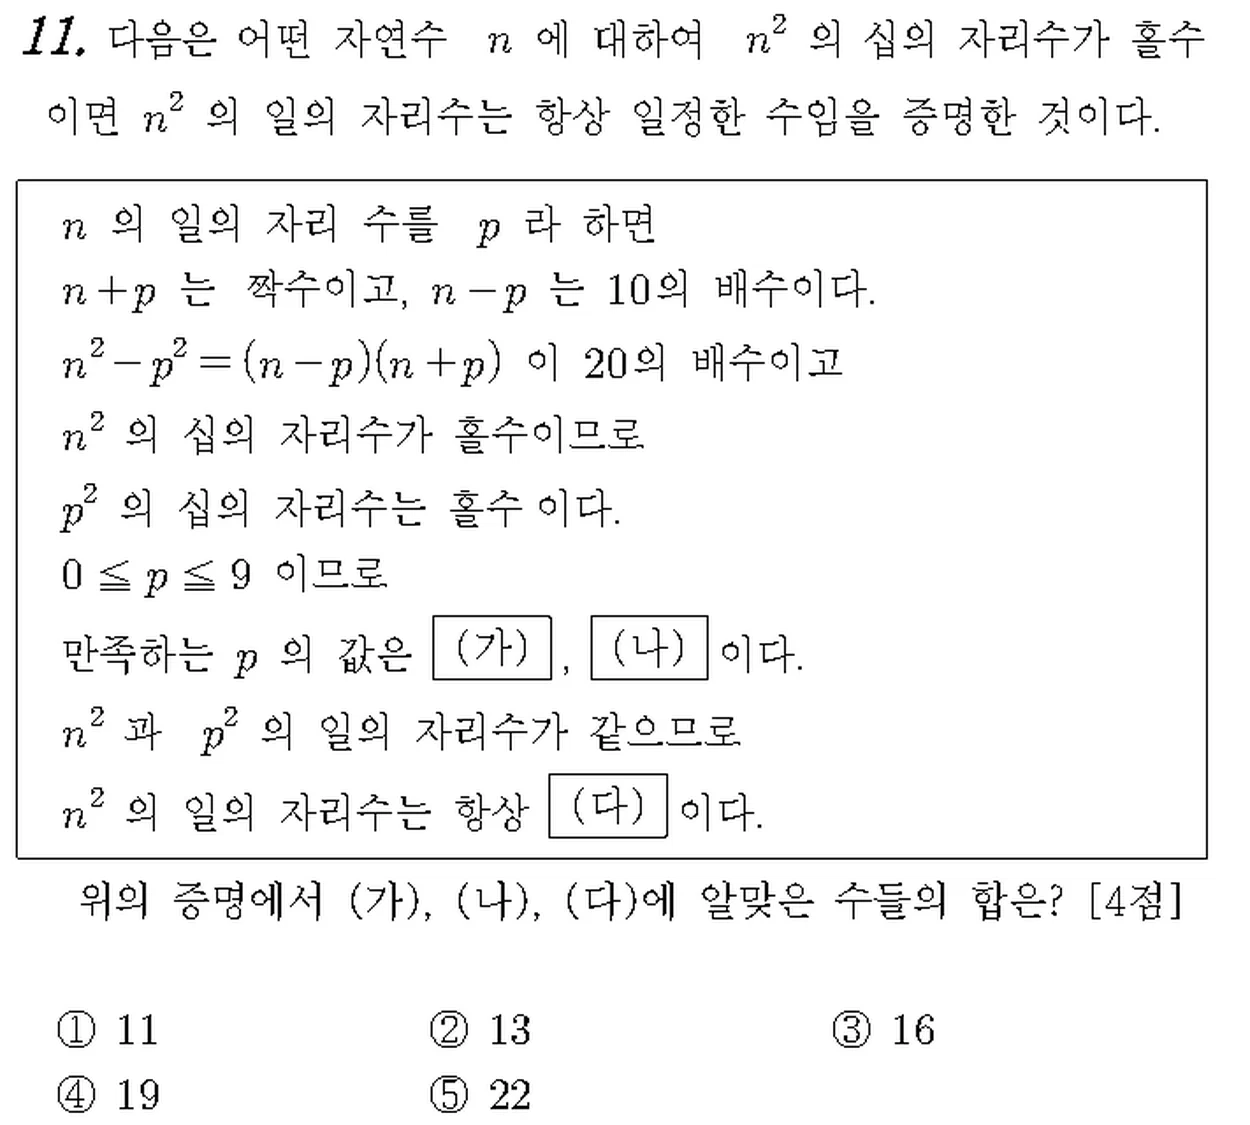 11. 다음은 어떤 자연수 n 에 대하여 n² 의 십의 자리수가 홀수
이면 n² 의 일의 자리수는 항상 일정한 수임을 증명한 것이다.
n 의 일의 자리 수를 p 라 하면
n+p 는 짝수이고, n-p 는 10의 배수이다.
n²-p²=(n-p)(n+p) 이 20의 배수이고
n² 의 십의 자리수가 홀수이므로
p² 의 십의 자리수는 홀수 이다.
0 ≦ p ≦ 9 이므로
만족하는 p 의 값은 (가) , (나) 이다.
n² 과 p² 의 일의 자리수가 같으므로
n² 의 일의 자리수는 항상 (다) 이다.
위의 증명에서 (가), (나), (다)에 알맞은 수들의 합은? [4점]
① 11 ② 13 ③ 16
④ 19 ⑤ 22